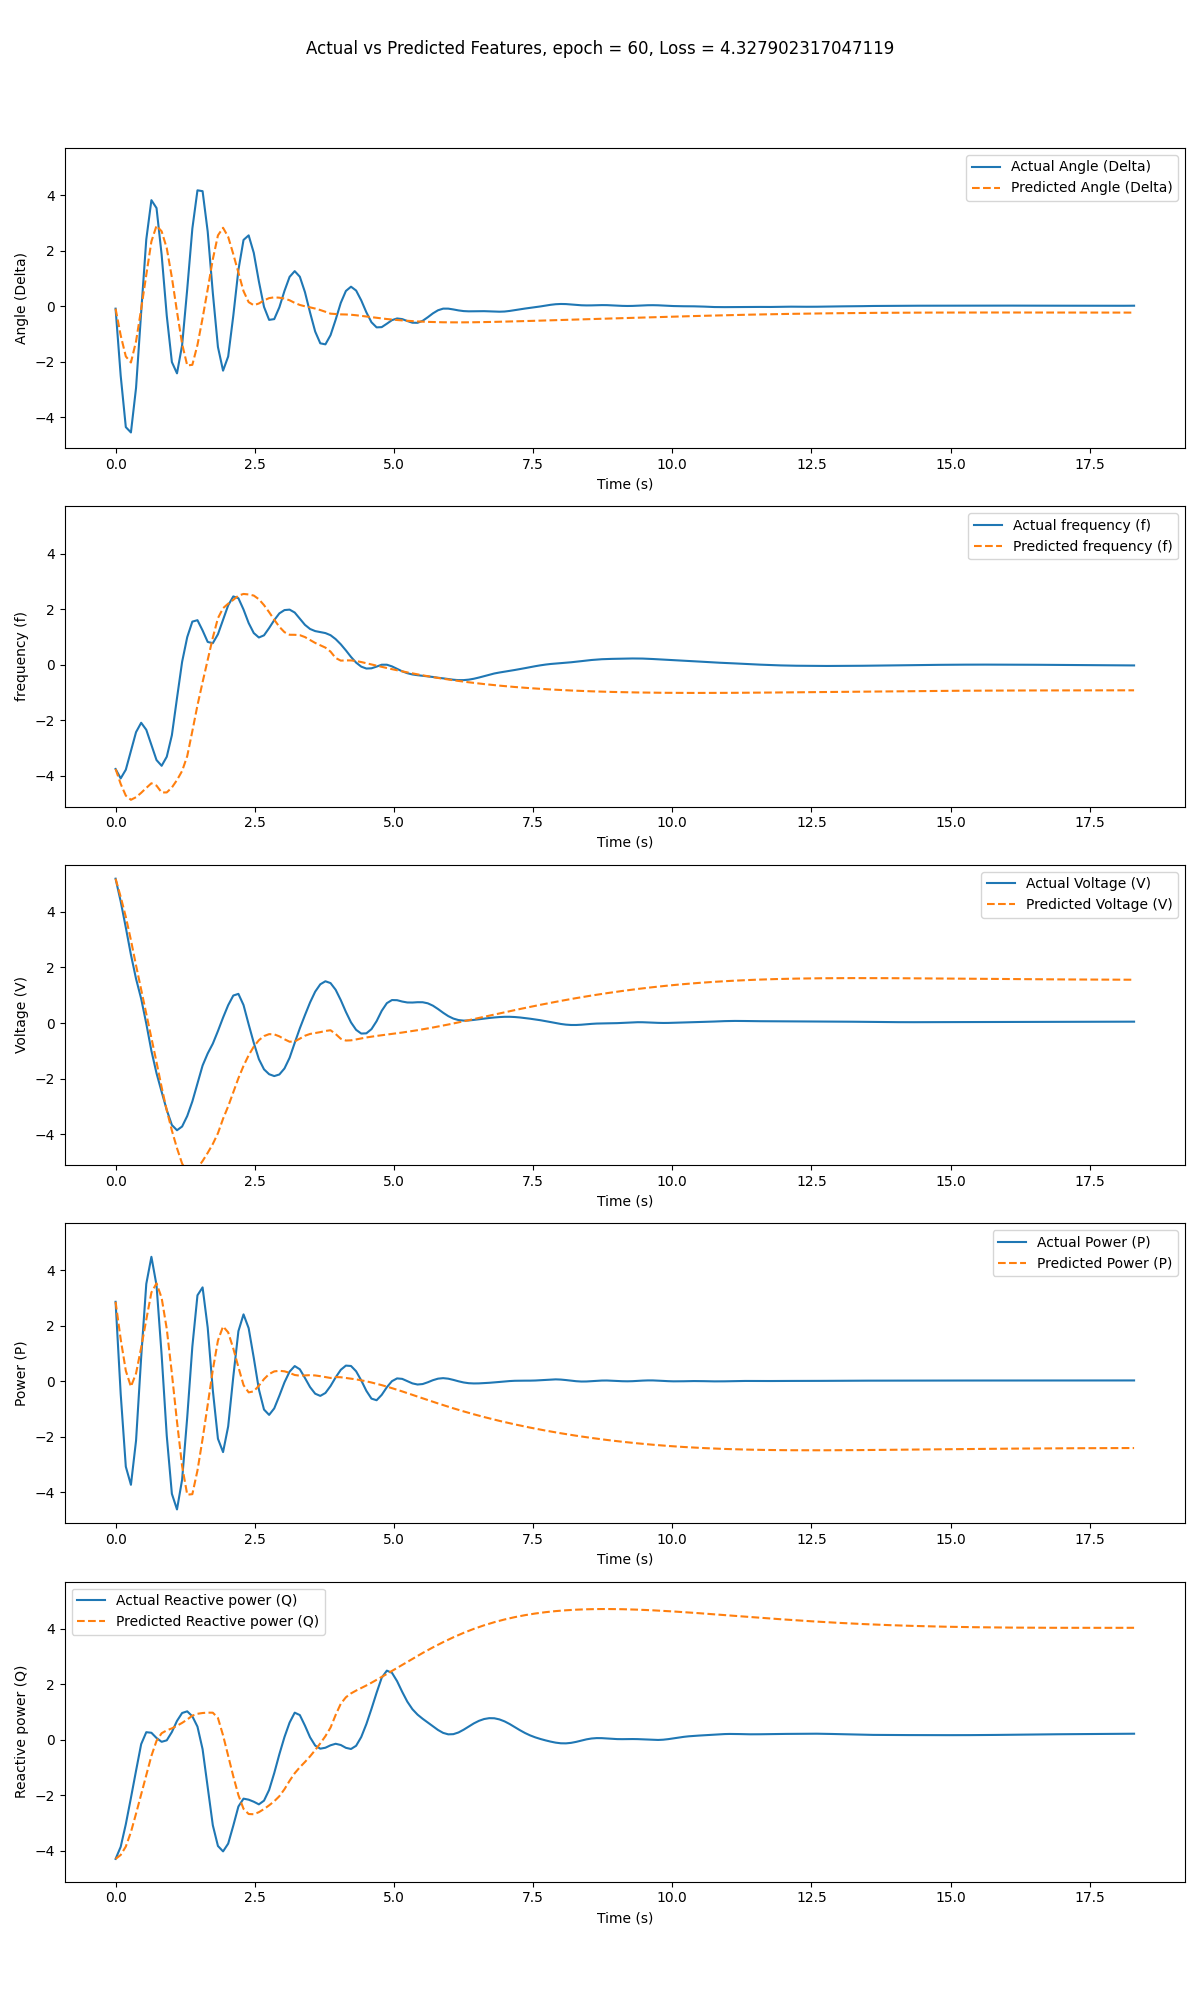 Actual vs Predicted Features, epoch = 60, Loss = 4.327902317047119
Actual Angle (Delta)
Predicted Angle (Delta)
Angle (Delta)
4
2
0
−2
−4
0.0 2.5 5.0 7.5 10.0 12.5 15.0 17.5
Time (s)
Actual frequency (f)
Predicted frequency (f)
frequency (f)
4
2
0
−2
−4
0.0 2.5 5.0 7.5 10.0 12.5 15.0 17.5
Time (s)
Actual Voltage (V)
Predicted Voltage (V)
Voltage (V)
4
2
0
−2
−4
0.0 2.5 5.0 7.5 10.0 12.5 15.0 17.5
Time (s)
Actual Power (P)
Predicted Power (P)
Power (P)
4
2
0
−2
−4
0.0 2.5 5.0 7.5 10.0 12.5 15.0 17.5
Time (s)
Actual Reactive power (Q)
Predicted Reactive power (Q)
Reactive power (Q)
4
2
0
−2
−4
0.0 2.5 5.0 7.5 10.0 12.5 15.0 17.5
Time (s)